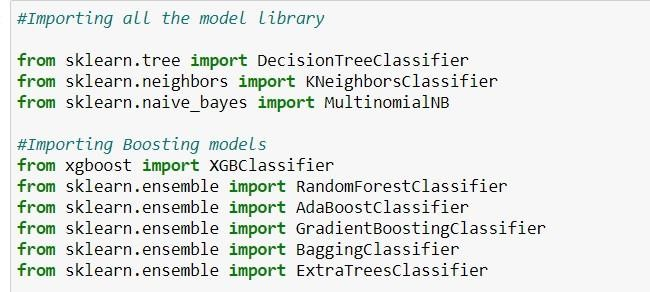 #Importing all the model library
from sklearn.tree import DecisionTreeClassifier
from sklearn.neighbors import KNeighborsClassifier
from sklearn.naive_bayes import MultinomialNB
#Importing Boosting models
from xgboost import XGBClassifier
from sklearn.ensemble import RandomForestClassifier
from sklearn.ensemble import AdaBoostClassifier
from sklearn.ensemble import GradientBoostingClassifier
from sklearn.ensemble import BaggingClassifier
from sklearn.ensemble import ExtraTreesClassifier